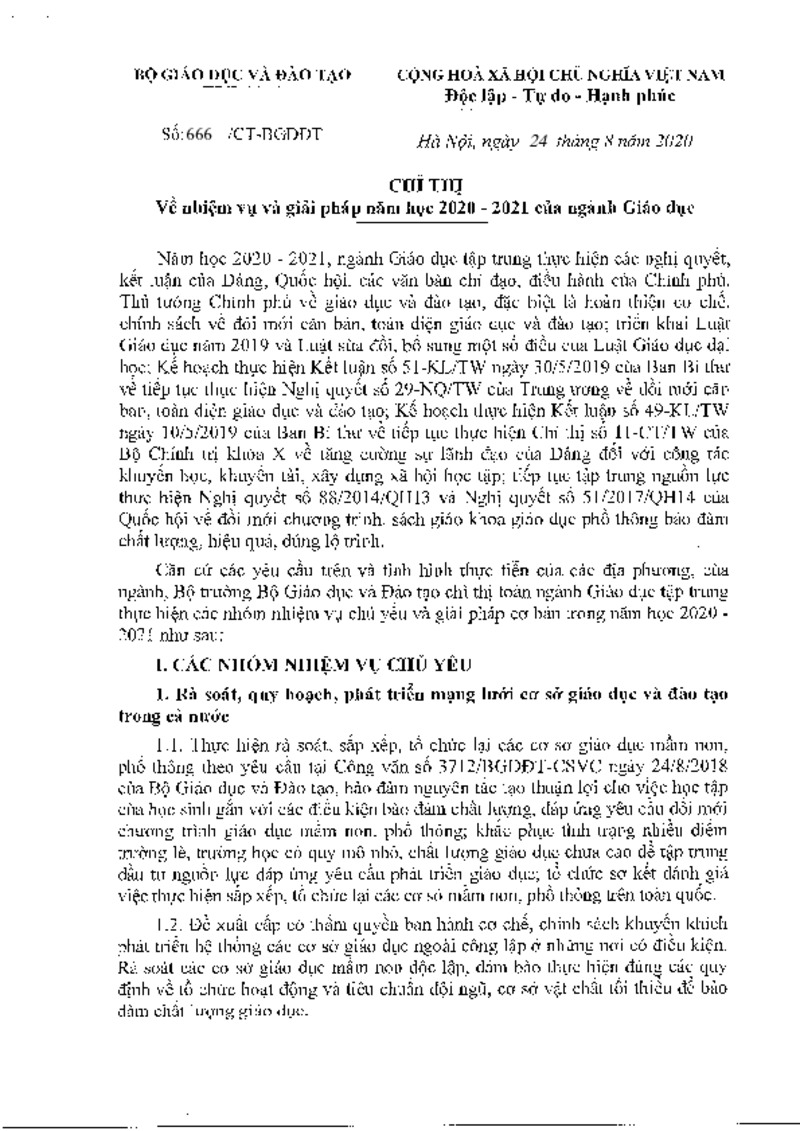 BỘ GIÁO DỤC VÀ ĐÀO TẠO
CỘNG HOÀ XÃ HỘI CHỦ NGHĨA VIỆT NAM
Độc lập - Tự do - Hạnh phúc
Số: 666 /CT-BGDĐT
Hà Nội, ngày 24 tháng 8 năm 2020
CHỈ THỊ
Về nhiệm vụ và giải pháp năm học 2020 - 2021 của ngành Giáo dục
Năm học 2020 - 2021, ngành Giáo dục tập trung thực hiện các nghị quyết,
kết luận của Đảng, Quốc hội, các văn bản chỉ đạo, điều hành của Chính phủ,
Thủ tướng Chính phủ về giáo dục và đào tạo, đặc biệt là hoàn thiện cơ chế,
chính sách về đổi mới căn bản, toàn diện giáo dục và đào tạo; triển khai Luật
Giáo dục năm 2019 và Luật sửa đổi, bổ sung một số điều của Luật Giáo dục đại
học; Kế hoạch thực hiện Kết luận số 51-KL/TW ngày 30/5/2019 của Ban Bí thư
về tiếp tục thực hiện Nghị quyết số 29-NQ/TW của Trung ương về đổi mới căn
bản, toàn diện giáo dục và đào tạo; Kế hoạch thực hiện Kết luận số 49-KL/TW
ngày 10/5/2019 của Ban Bí thư về tiếp tục thực hiện Chỉ thị số 11-CT/TW của
Bộ Chính trị khóa X về tăng cường sự lãnh đạo của Đảng đối với công tác
khuyến học, khuyến tài, xây dựng xã hội học tập; tiếp tục tập trung nguồn lực
thực hiện Nghị quyết số 88/2014/QH13 và Nghị quyết số 51/2017/QH14 của
Quốc hội về đổi mới chương trình, sách giáo khoa giáo dục phổ thông bảo đảm
chất lượng, hiệu quả, đúng lộ trình.
Căn cứ các yêu cầu trên và tình hình thực tiễn của các địa phương, của
ngành, Bộ trưởng Bộ Giáo dục và Đào tạo chỉ thị toàn ngành Giáo dục tập trung
thực hiện các nhóm nhiệm vụ chủ yếu và giải pháp cơ bản trong năm học 2020 -
2021 như sau:
I. CÁC NHÓM NHIỆM VỤ CHỦ YẾU
1. Rà soát, quy hoạch, phát triển mạng lưới cơ sở giáo dục và đào tạo
trong cả nước
1.1. Thực hiện rà soát, sắp xếp, tổ chức lại các cơ sở giáo dục mầm non,
phổ thông theo yêu cầu tại Công văn số 3712/BGDĐT-CSVC ngày 24/8/2018
của Bộ Giáo dục và Đào tạo, bảo đảm nguyên tắc tạo thuận lợi cho việc học tập
của học sinh gắn với các điều kiện bảo đảm chất lượng, đáp ứng yêu cầu đổi mới
chương trình giáo dục mầm non, phổ thông; khắc phục tình trạng nhiều điểm
trường lẻ, trường học có quy mô nhỏ, chất lượng giáo dục chưa cao để tập trung
đầu tư nguồn lực đáp ứng yêu cầu phát triển giáo dục; tổ chức sơ kết đánh giá
việc thực hiện sắp xếp, tổ chức lại các cơ sở mầm non, phổ thông trên toàn quốc.
1.2. Đề xuất cấp có thẩm quyền ban hành cơ chế, chính sách khuyến khích
phát triển hệ thống các cơ sở giáo dục ngoài công lập ở những nơi có điều kiện.
Rà soát các cơ sở giáo dục mầm non độc lập, đảm bảo thực hiện đúng các quy
định về tổ chức hoạt động và tiêu chuẩn đội ngũ, cơ sở vật chất tối thiểu để bảo
đảm chất lượng giáo dục.